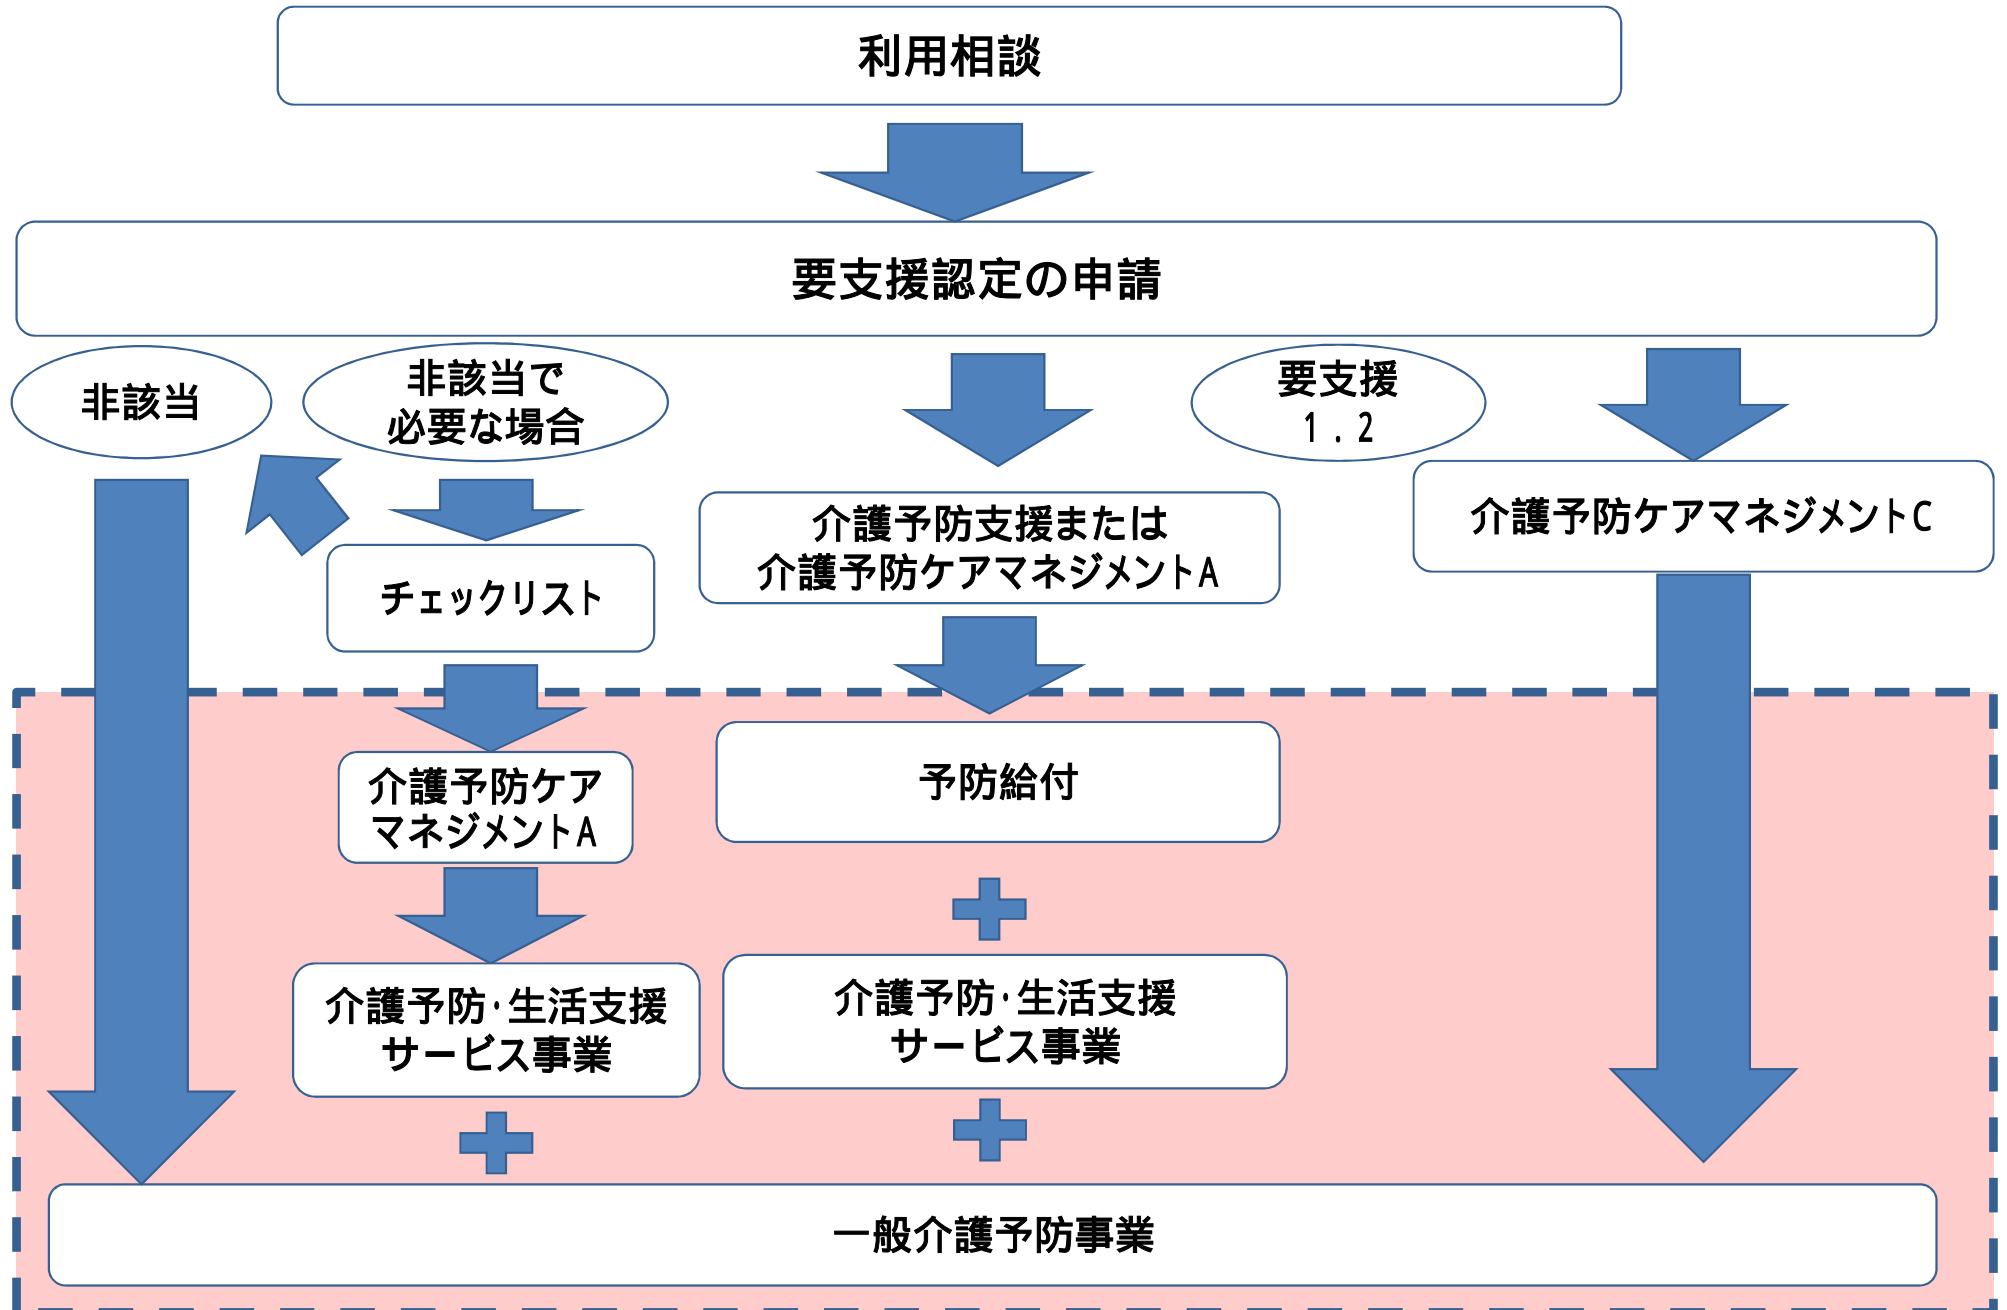 利用相談
要支援認定の申請
非該当
非該当で
必要な場合
要支援
1．2
介護予防支援または
介護予防ケアマネジメントA
介護予防ケアマネジメントC
チェックリスト
介護予防ケア
マネジメントA
予防給付
介護予防･生活支援
サービス事業
介護予防･生活支援
サービス事業
一般介護予防事業